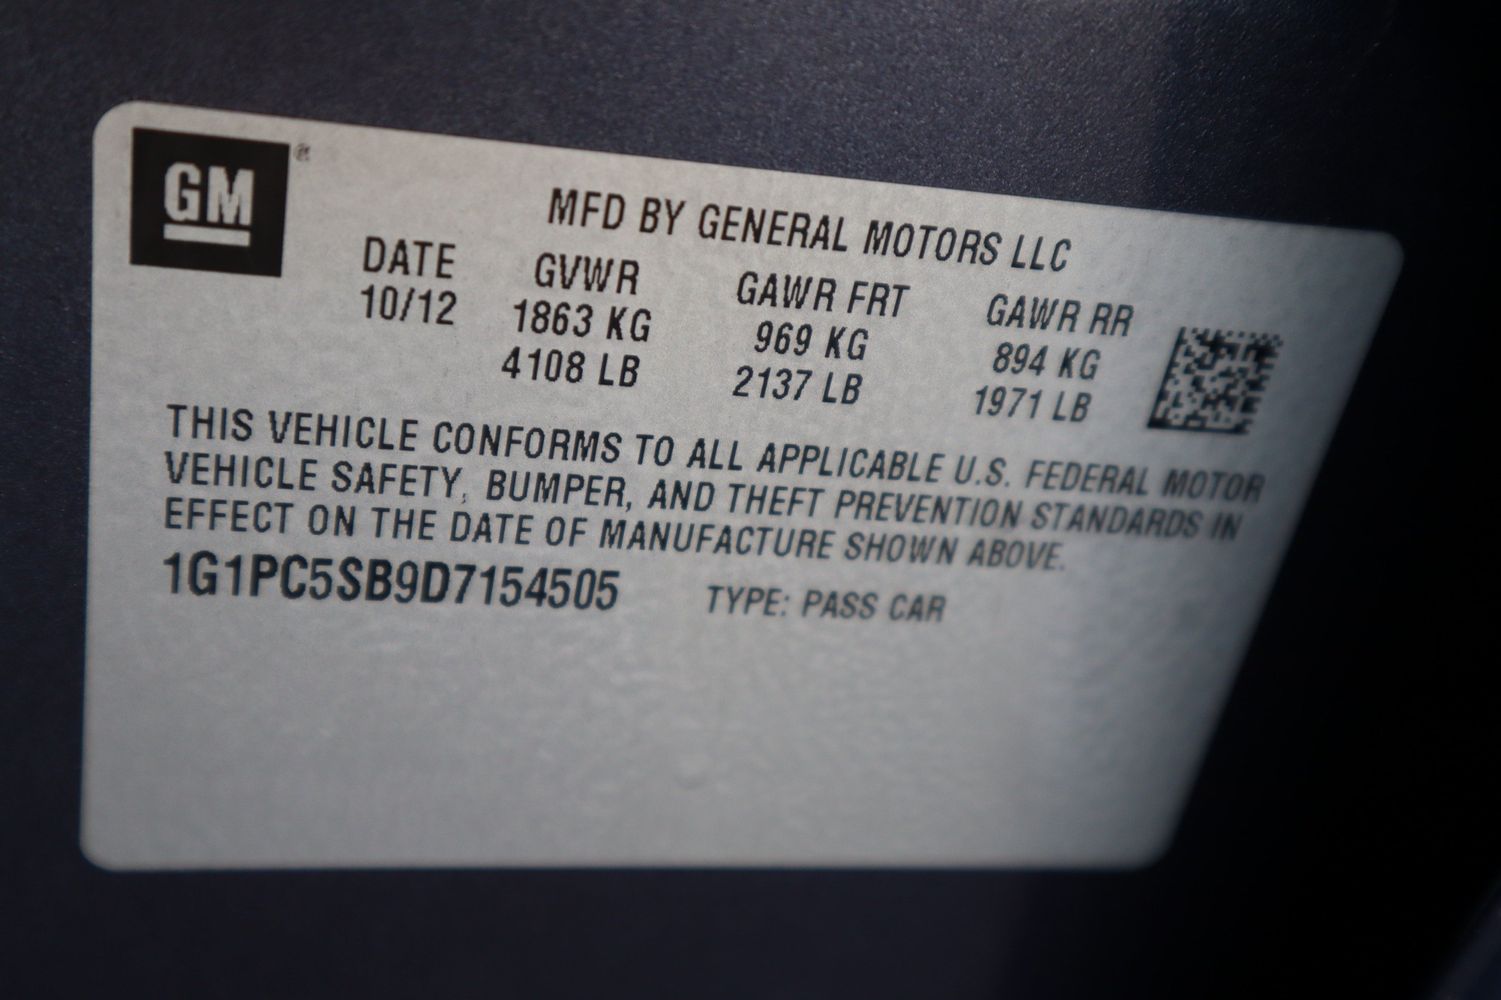 GM®
MFD BY GENERAL MOTORS LLC
DATE GVWR GAWR FRT GAWR RR
10/12 1863 KG 969 KG 894 KG
4108 LB 2137 LB 1971 LB
THIS VEHICLE CONFORMS TO ALL APPLICABLE U.S. FEDERAL MOTOR
VEHICLE SAFETY, BUMPER, AND THEFT PREVENTION STANDARDS IN
EFFECT ON THE DATE OF MANUFACTURE SHOWN ABOVE.
1G1PC5SB9D7154505 TYPE: PASS CAR